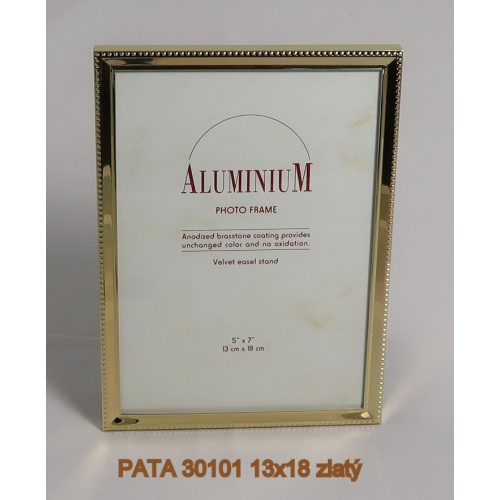 ALUMINIUM
PHOTO FRAME
Anodized brasstone coating provides
unchanged color and no oxidation.
Velvet easel stand
5" x 7"
13 cm x 18 cm
PATA 30101 13x18 zlatý